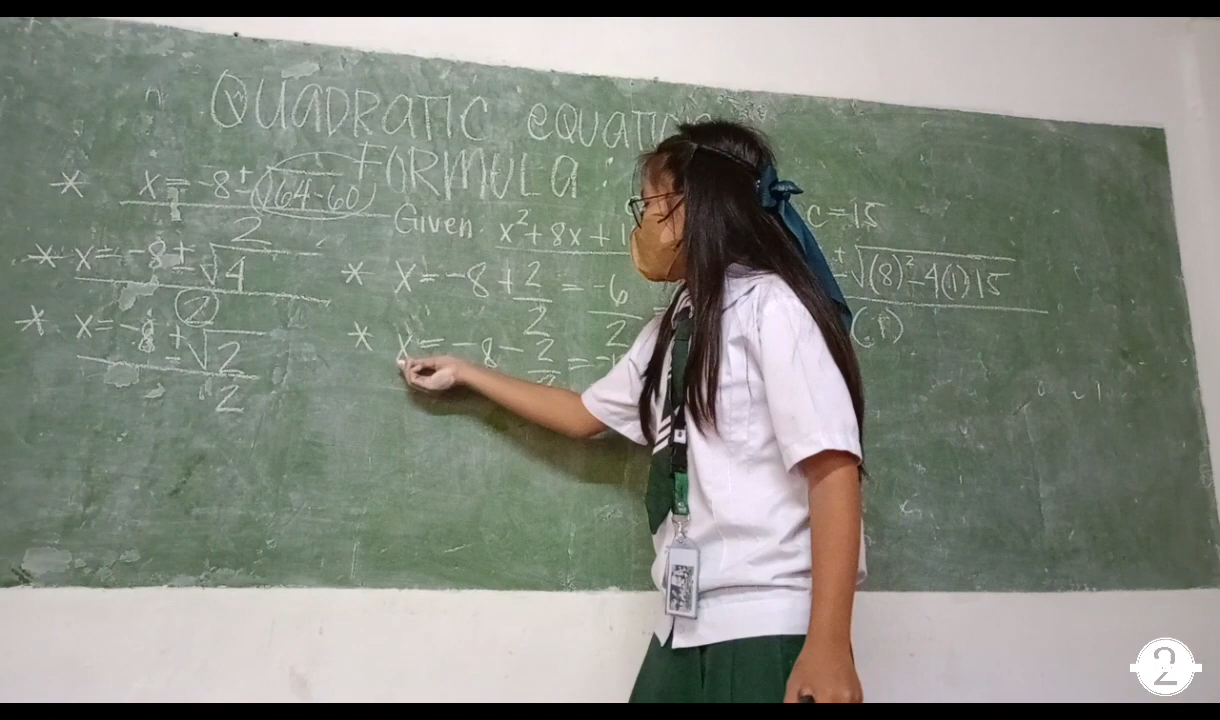 QUADRATIC EQUATION
FORMULA:
* X = -8 ± √64-60
2
* X = -8 ± √4
2
* X = -8 ± √2
2
Given x² + 8x + 1
c = 15
± √(8)² - 4(1) 15
(1)
* X = -8 + 2 = -6
2 2
* X = -8 - 2 =
2